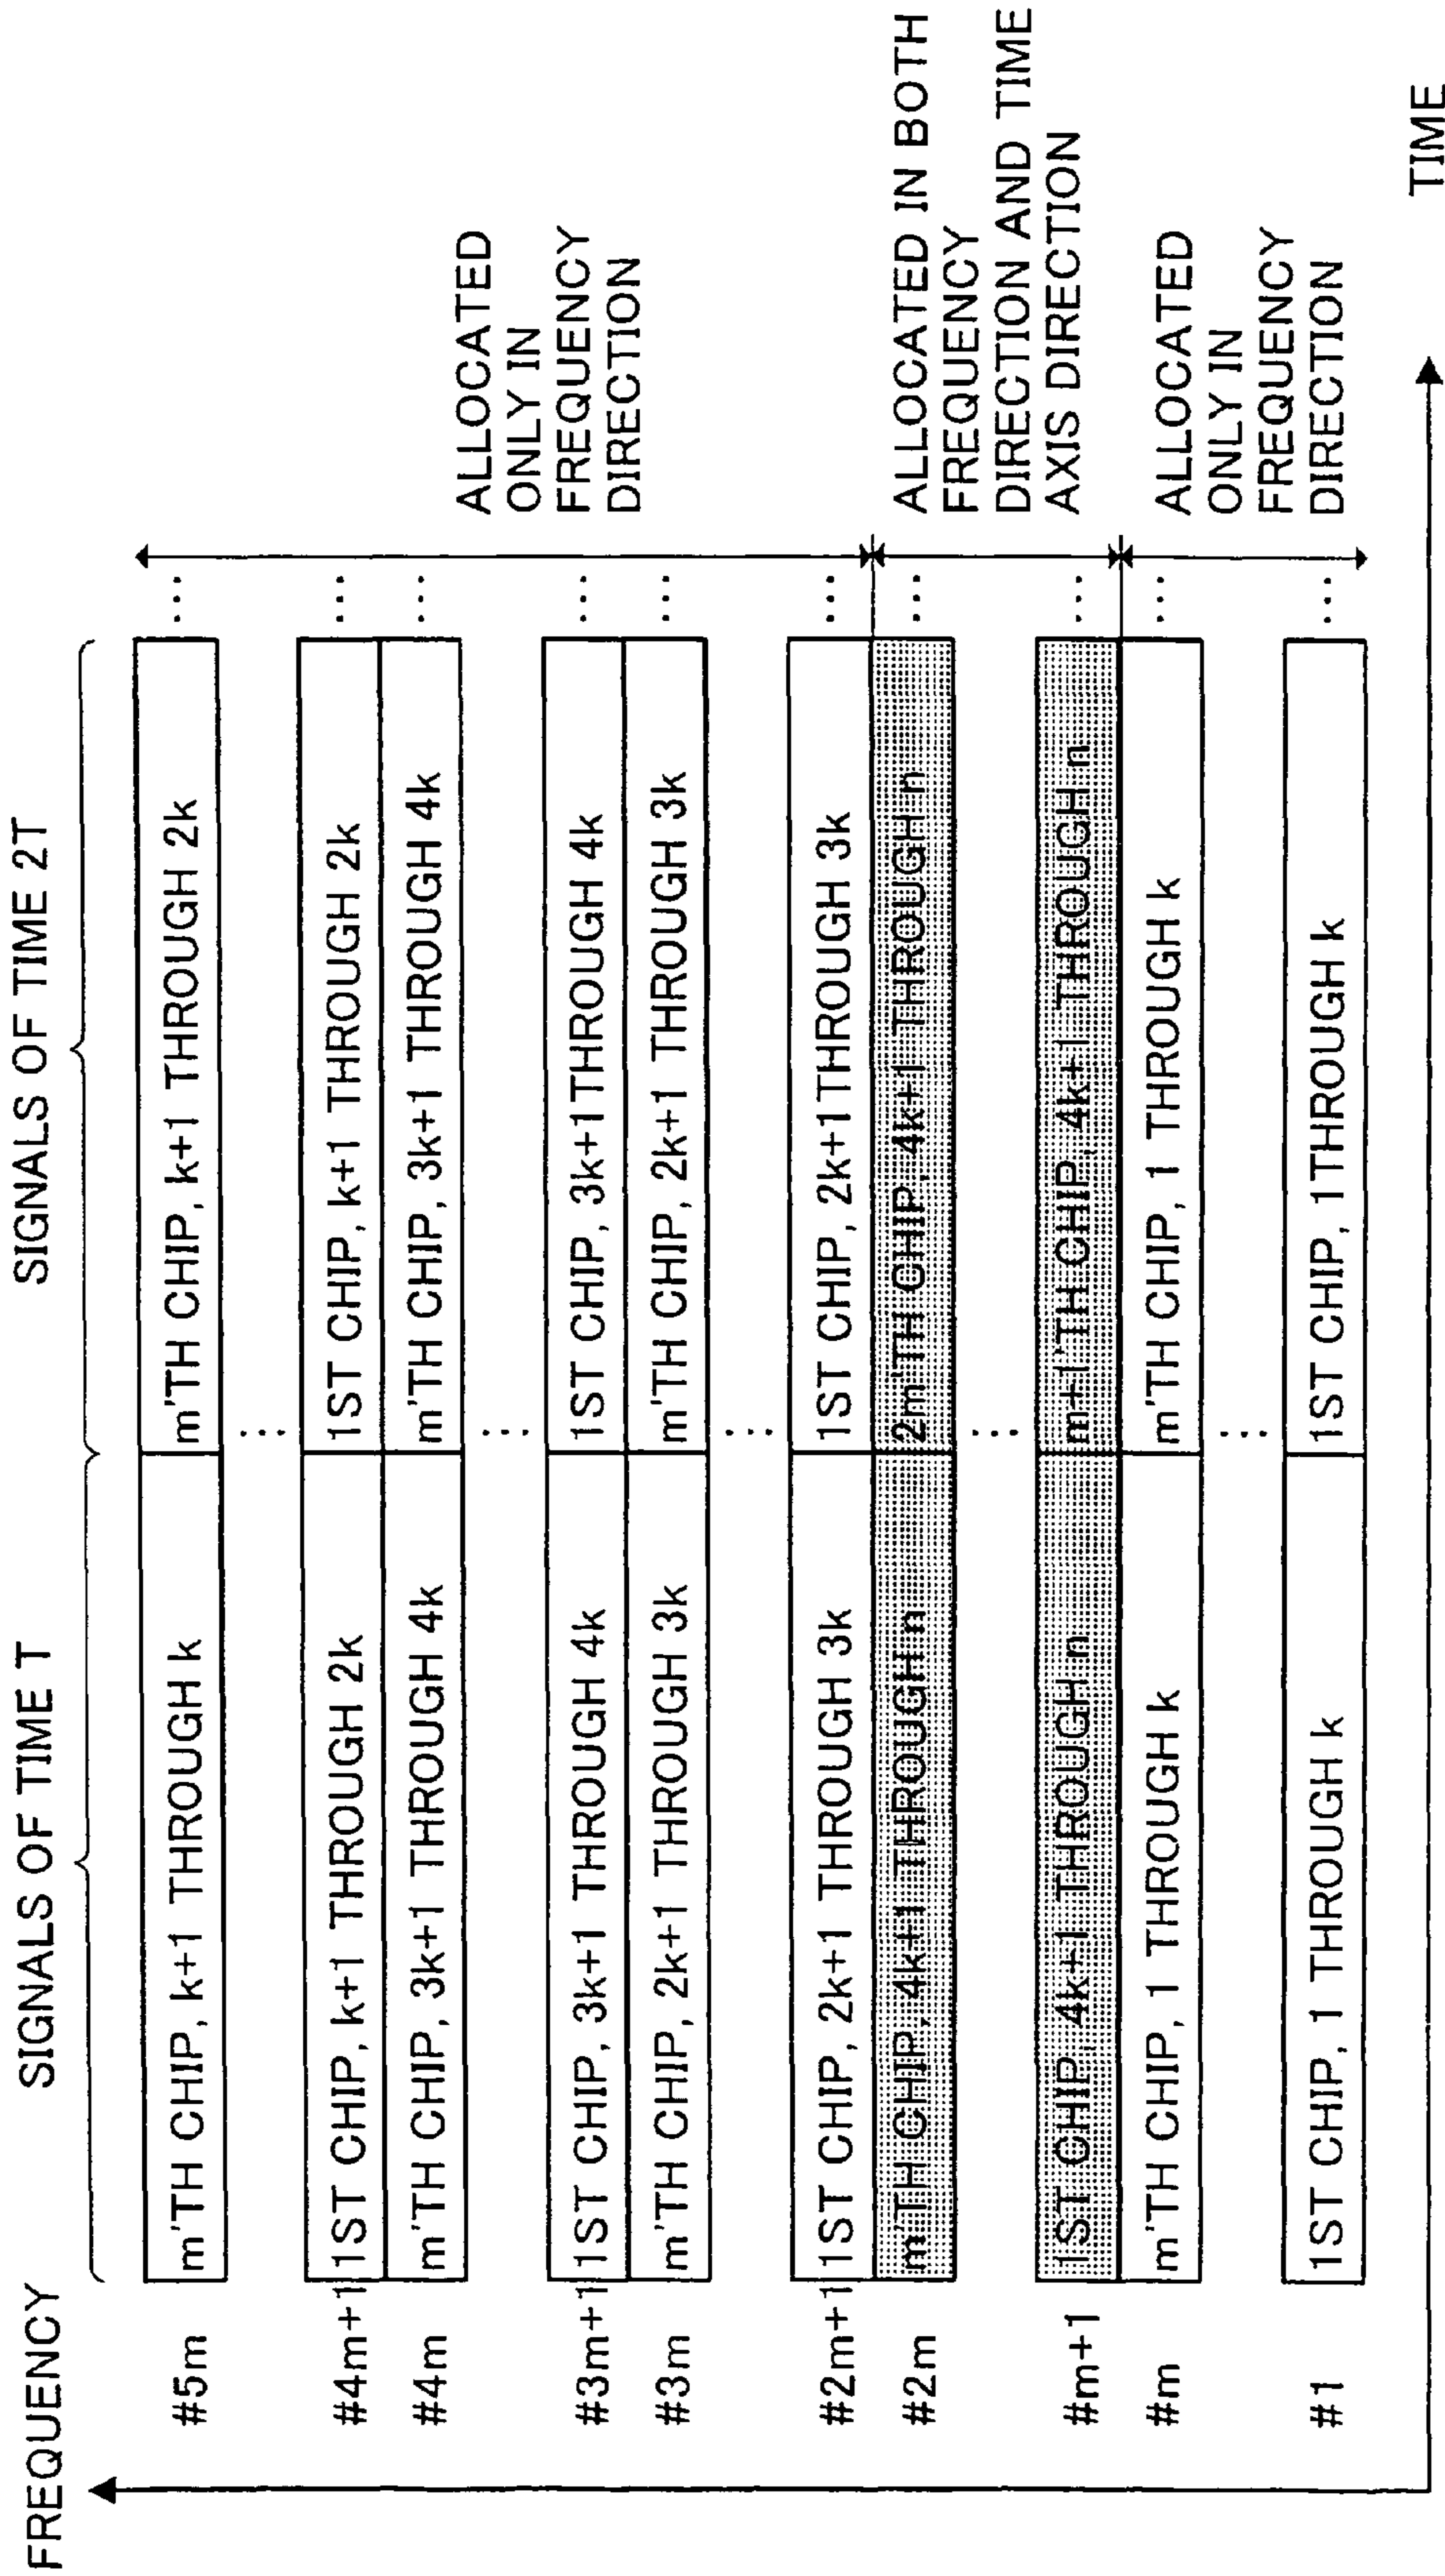 FREQUENCY
SIGNALS OF TIME T
SIGNALS OF TIME 2T
#5m
m'TH CHIP, k+1 THROUGH k
m'TH CHIP, k+1 THROUGH 2k
...
#4m+1
1ST CHIP, k+1 THROUGH 2k
1ST CHIP, k+1 THROUGH 2k
...
#4m
m'TH CHIP, 3k+1 THROUGH 4k
m'TH CHIP, 3k+1 THROUGH 4k
...
#3m+1
1ST CHIP, 3k+1 THROUGH 4k
1ST CHIP, 3k+1THROUGH 4k
...
#3m
m'TH CHIP, 2k+1 THROUGH 3k
m'TH CHIP, 2k+1 THROUGH 3k
...
#2m+1
1ST CHIP, 2k+1 THROUGH 3k
1ST CHIP, 2k+1THROUGH 3k
...
ALLOCATED
ONLY IN
FREQUENCY
DIRECTION
#2m
m'TH CHIP, 4k+1 THROUGH n
2m'TH CHIP, 4k+1 THROUGH n
...
#m+1
1ST CHIP, 4k+1 THROUGH n
m+1'TH CHIP, 4k+1 THROUGH n
...
ALLOCATED IN BOTH
FREQUENCY
DIRECTION AND TIME
AXIS DIRECTION
#m
m'TH CHIP, 1 THROUGH k
m'TH CHIP, 1 THROUGH k
...
#1
1ST CHIP, 1 THROUGH k
1ST CHIP, 1THROUGH k
...
ALLOCATED
ONLY IN
FREQUENCY
DIRECTION
TIME